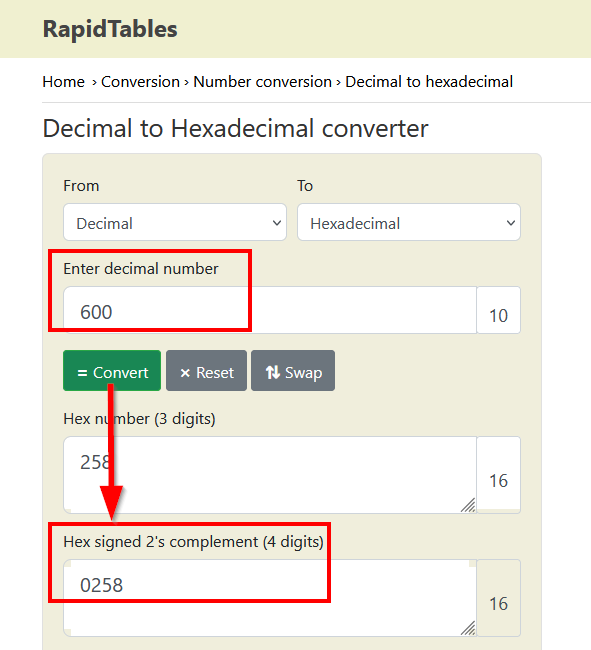 RapidTables
Home › Conversion › Number conversion › Decimal to hexadecimal
Decimal to Hexadecimal converter
From To
Decimal Hexadecimal
Enter decimal number
600 10
= Convert × Reset ⇅ Swap
Hex number (3 digits)
258 16
Hex signed 2's complement (4 digits)
0258 16